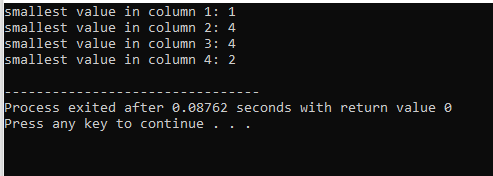 smallest value in column 1: 1
smallest value in column 2: 4
smallest value in column 3: 4
smallest value in column 4: 2
--------------------------------
Process exited after 0.08762 seconds with return value 0
Press any key to continue . . .